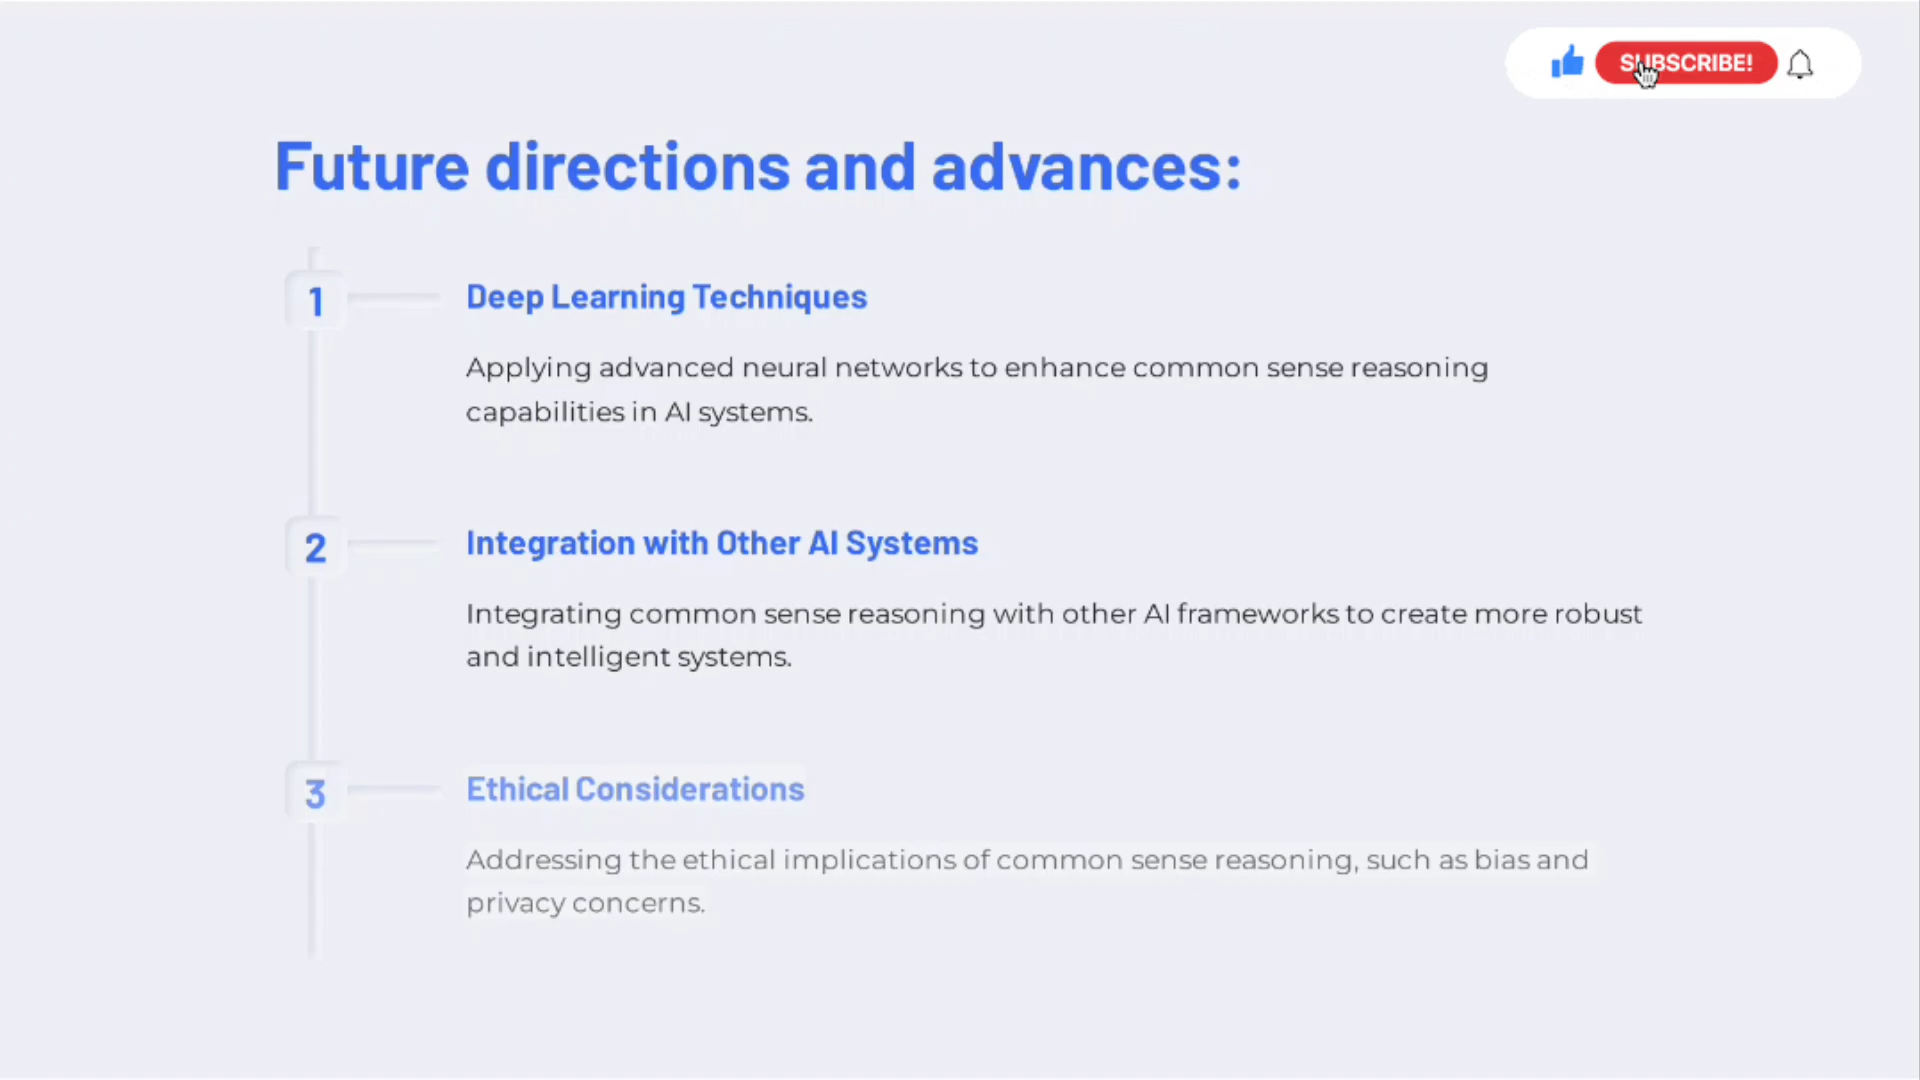 SUBSCRIBE!
Future directions and advances:
1
Deep Learning Techniques
Applying advanced neural networks to enhance common sense reasoning
capabilities in AI systems.
2
Integration with Other AI Systems
Integrating common sense reasoning with other AI frameworks to create more robust
and intelligent systems.
3
Ethical Considerations
Addressing the ethical implications of common sense reasoning, such as bias and
privacy concerns.